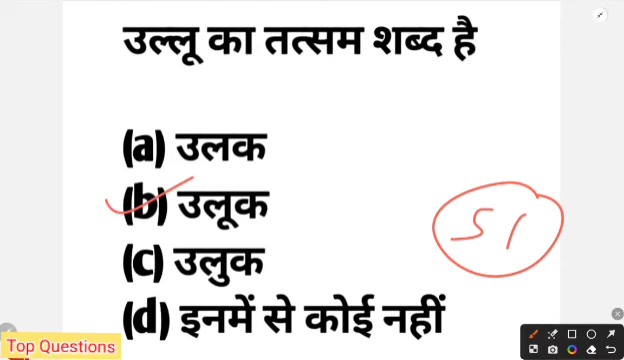 उल्लू का तत्सम शब्द है
(a) उलक
(b) उलूक
(c) उलुक
(d) इनमें से कोई नहीं
51
Top Questions